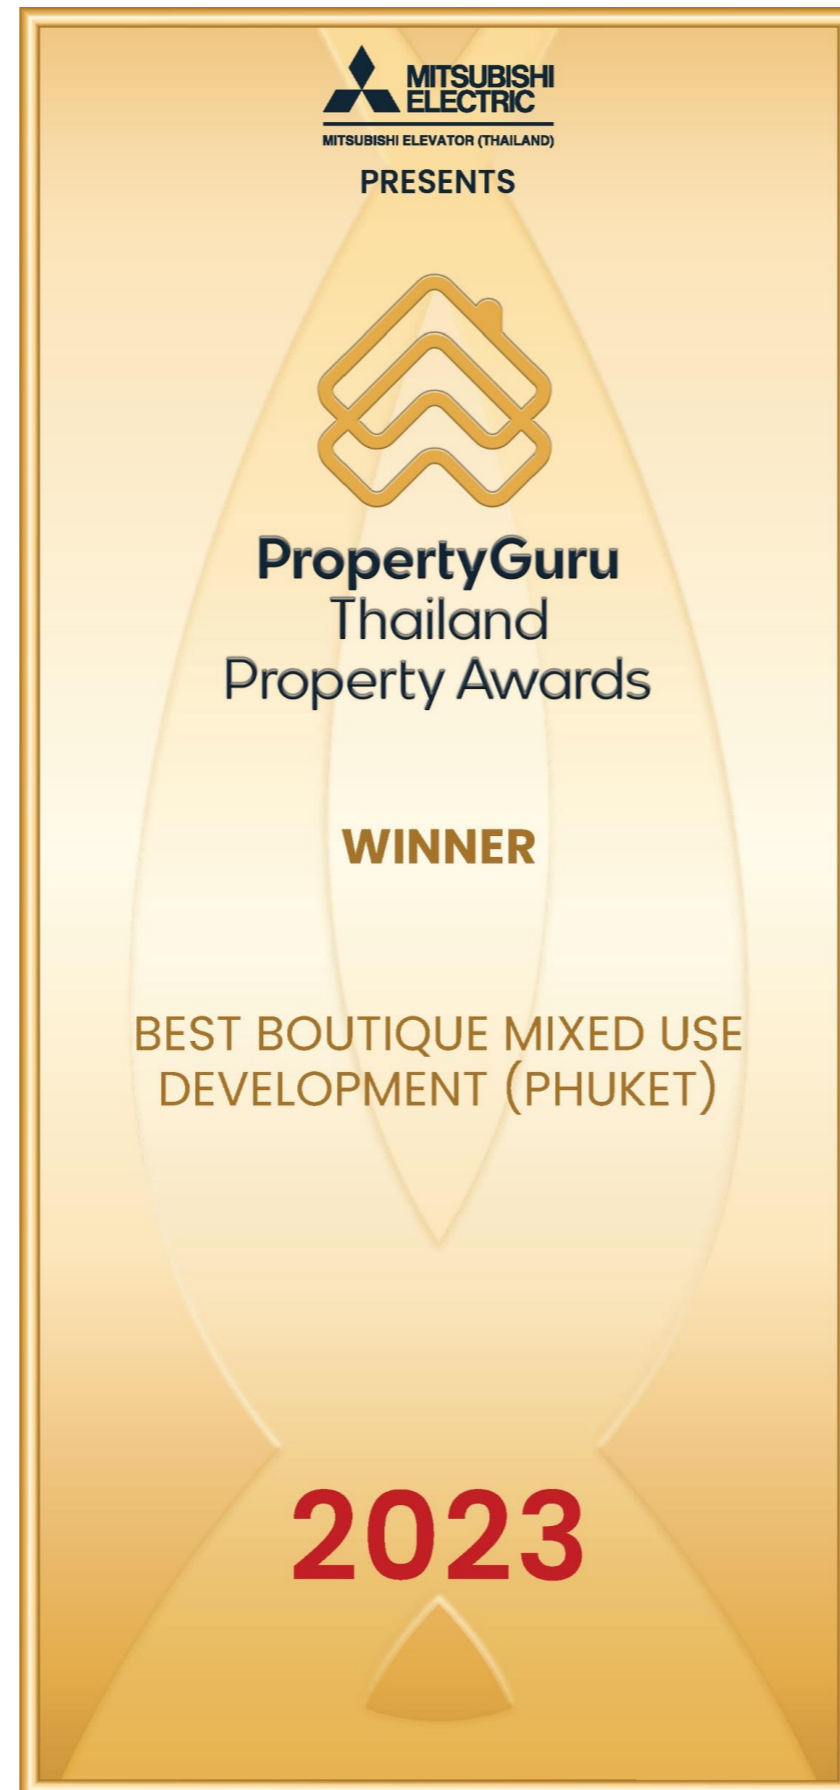 MITSUBISHI
ELECTRIC
MITSUBISHI ELEVATOR (THAILAND)
PRESENTS
PropertyGuru
Thailand
Property Awards
WINNER
BEST BOUTIQUE MIXED USE
DEVELOPMENT (PHUKET)
2023